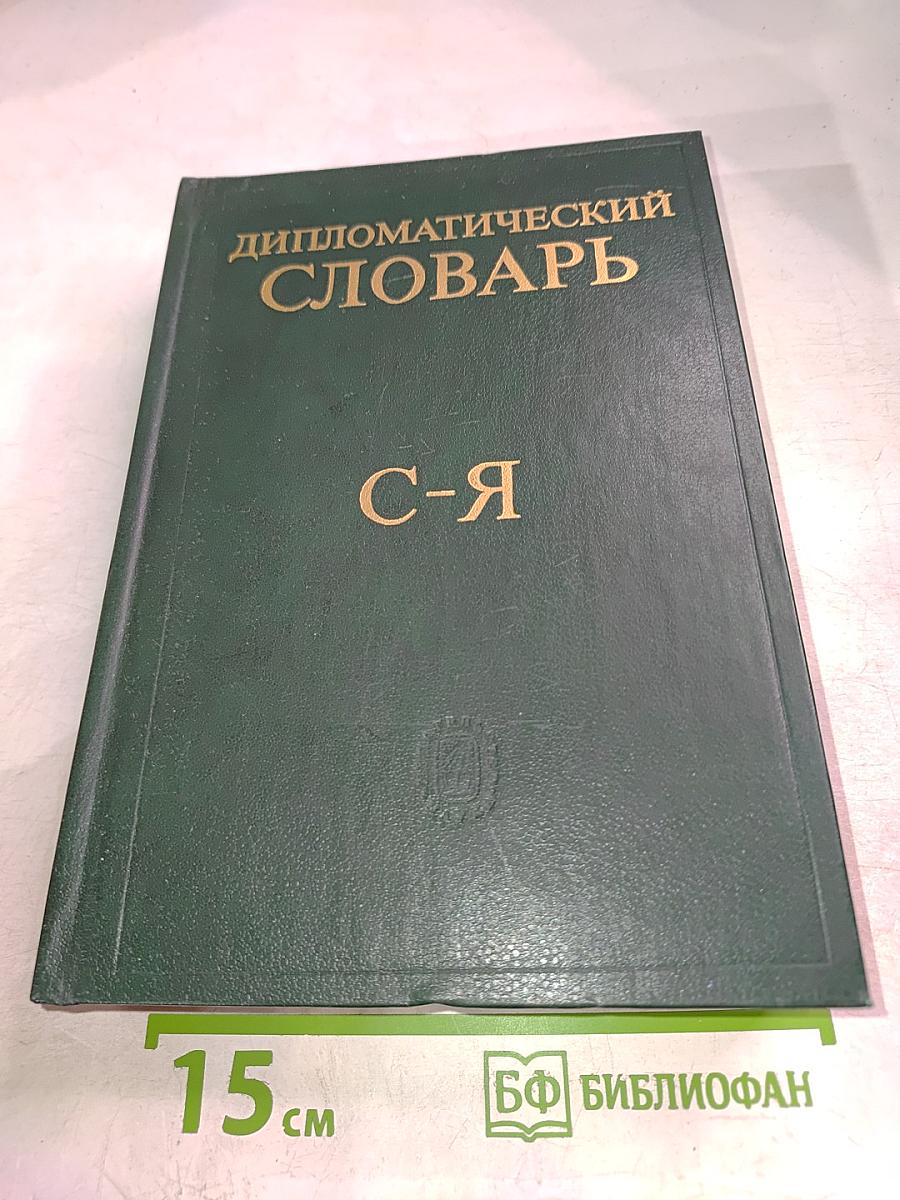 ДИПЛОМАТИЧЕСКИЙ
СЛОВАРЬ
С-Я
15 см
БФ БИБЛИОФАН